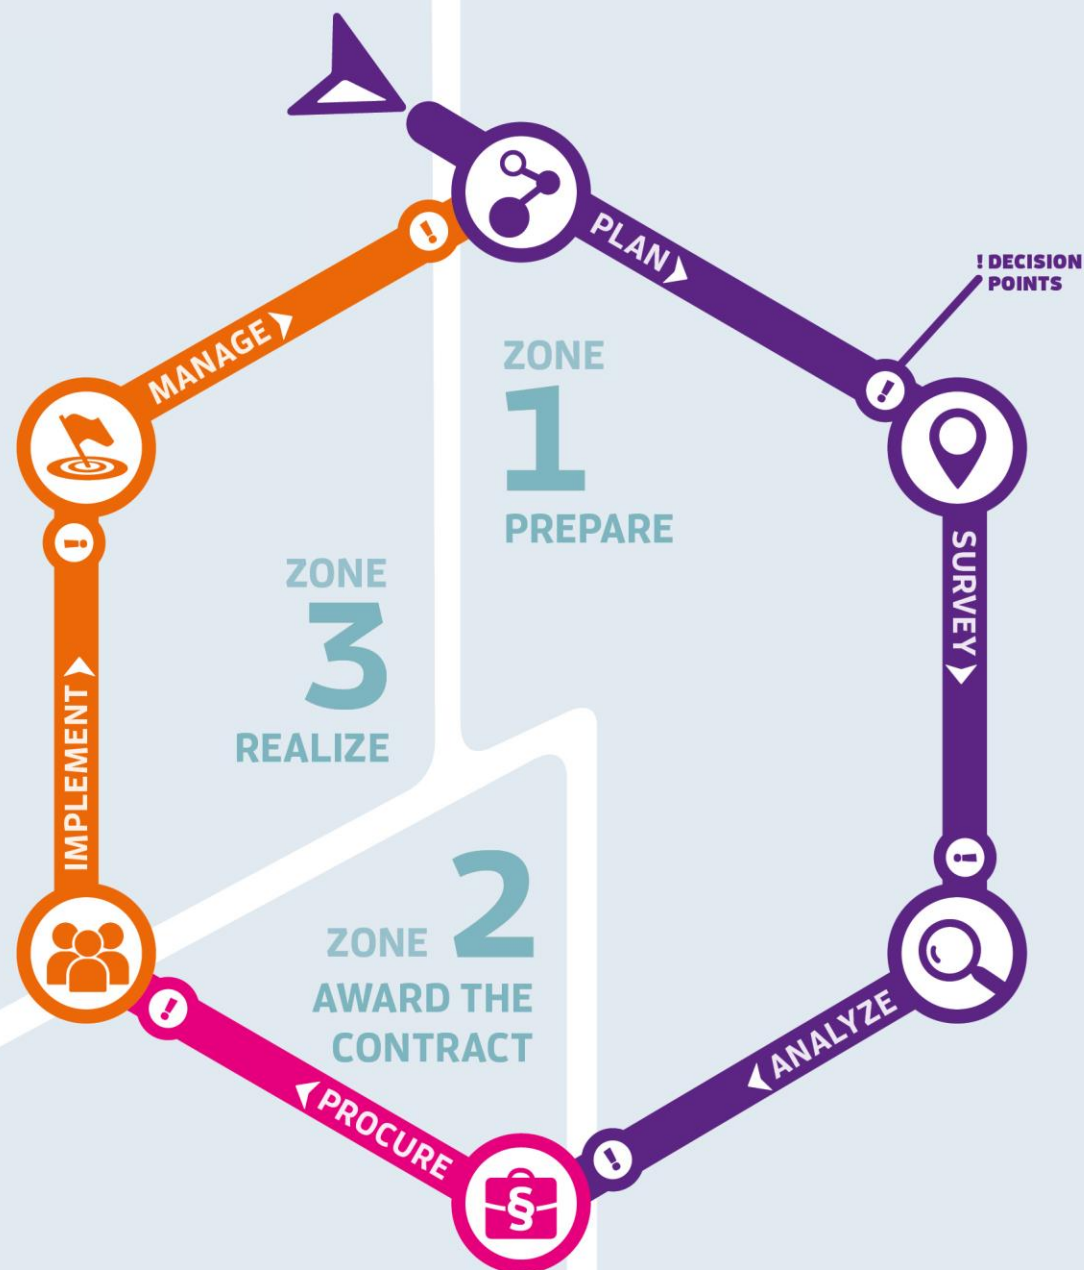 PLAN
! DECISION
POINTS
MANAGE
ZONE
1
PREPARE
SURVEY
ZONE
3
REALIZE
IMPLEMENT
ZONE 2
AWARD THE
CONTRACT
ANALYZE
PROCURE
§
!
!
!
!
!
!